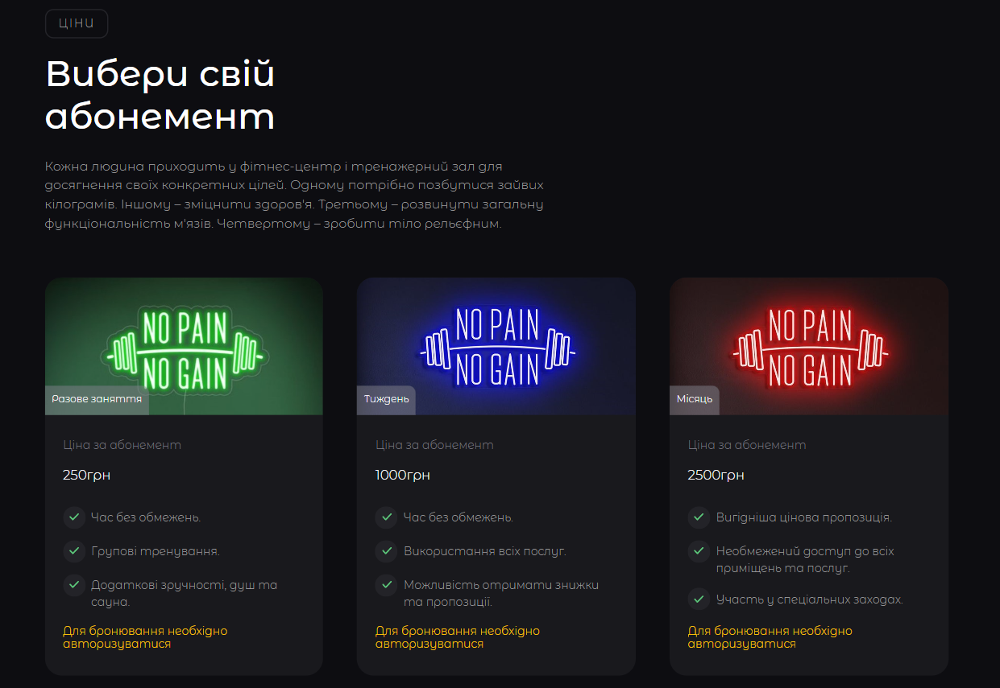 ЦІНИ
Вибери свій
абонемент
Кожна людина приходить у фітнес-центр і тренажерний зал для
досягнення своїх конкретних цілей. Одному потрібно позбутися зайвих
кілограмів. Іншому – зміцнити здоров'я. Третьому – розвинути загальну
функціональність м'язів. Четвертому – зробити тіло рельєфним.
NO PAIN
NO GAIN
Разове заняття
Ціна за абонемент
250грн
Час без обмежень.
Групові тренування.
Додаткові зручності, душ та
сауна.
Для бронювання необхідно
авторизуватися
NO PAIN
NO GAIN
Тиждень
Ціна за абонемент
1000грн
Час без обмежень.
Використання всіх послуг.
Можливість отримати знижки
та пропозиції.
Для бронювання необхідно
авторизуватися
NO PAIN
NO GAIN
Місяць
Ціна за абонемент
2500грн
Вигідніша цінова пропозиція.
Необмежений доступ до всіх
приміщень та послуг.
Участь у спеціальних заходах.
Для бронювання необхідно
авторизуватися